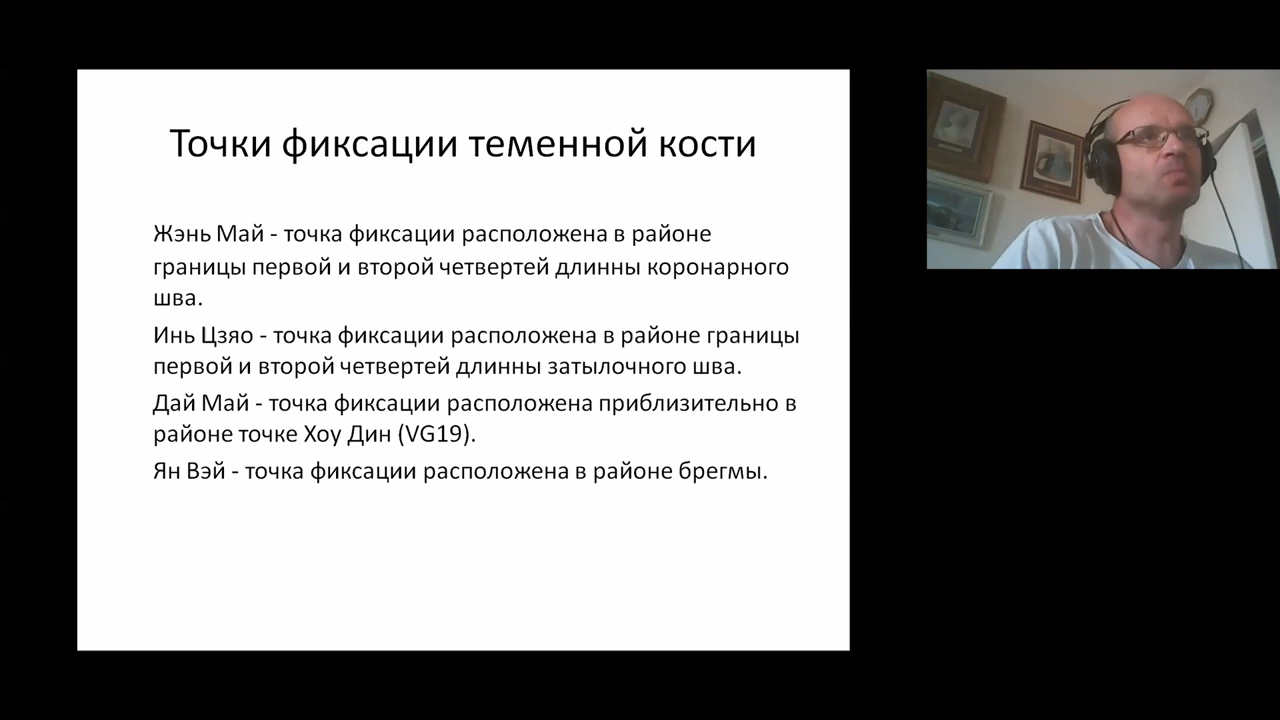 Точки фиксации теменной кости
Жэнь Май - точка фиксации расположена в районе
границы первой и второй четвертей длинны коронарного
шва.
Инь Цзяо - точка фиксации расположена в районе границы
первой и второй четвертей длинны затылочного шва.
Дай Май - точка фиксации расположена приблизительно в
районе точке Хоу Дин (VG19).
Ян Вэй - точка фиксации расположена в районе брегмы.